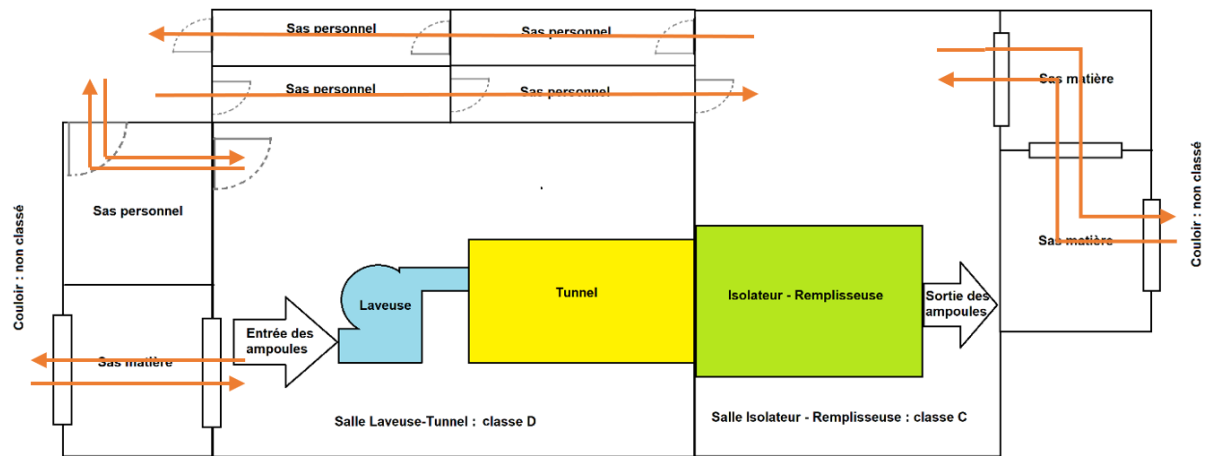 Sas personnel
Sas personnel
Sas personnel
Sas personnel
Sas matière
Sas personnel
Couloir : non classé
Couloir : non classé
Sas matière
Laveuse
Tunnel
Isolateur - Remplisseuse
Sortie des
ampoules
Entrée des
ampoules
Sas matière
Salle Laveuse-Tunnel : classe D
Salle Isolateur - Remplisseuse : classe C